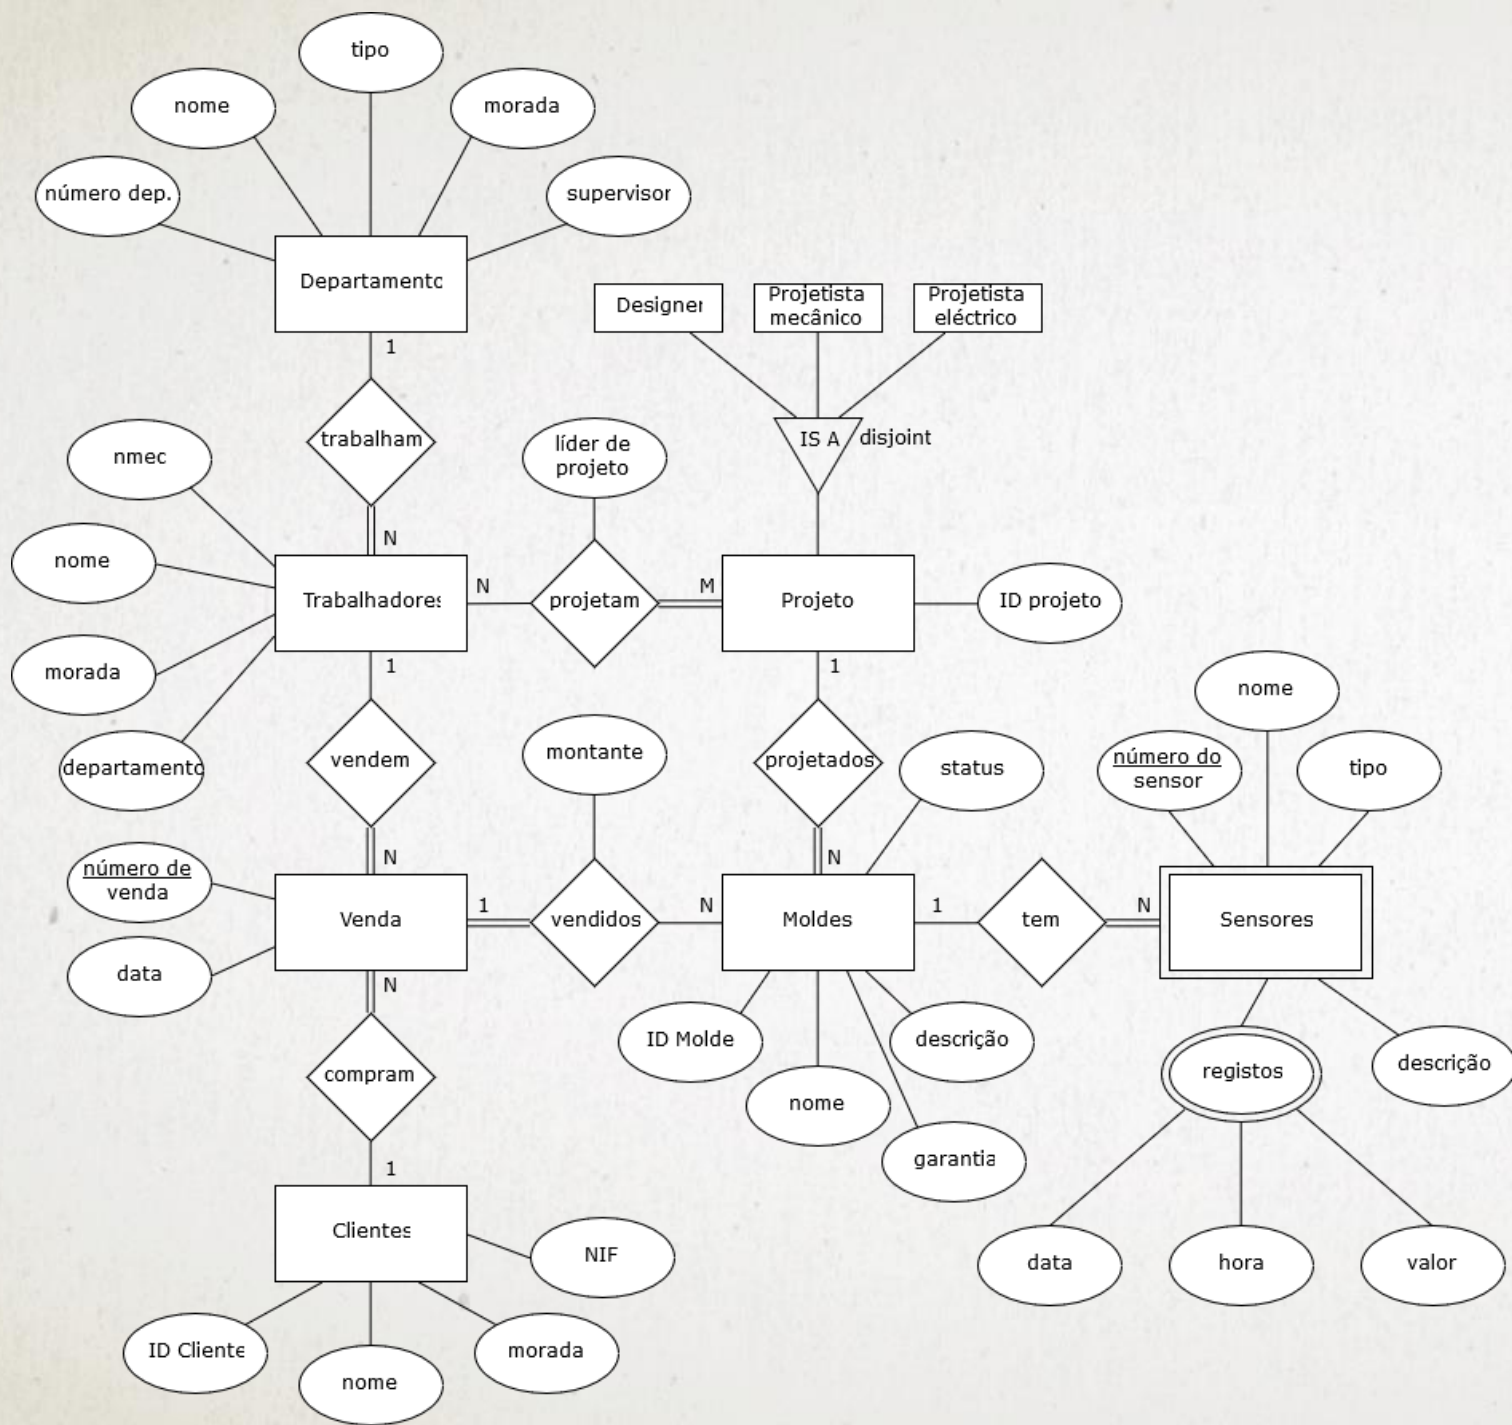 tipo
nome
morada
número dep.
supervisor
Departamento
Designer
Projetista
mecânico
Projetista
eléctrico
1
trabalham
líder de
projeto
IS A
disjoint
nmec
N
nome
Trabalhadores
N
projetam
M
Projeto
ID projeto
morada
1
1
nome
departamento
vendem
montante
projetados
status
número do
sensor
tipo
número de
venda
N
N
Venda
1
vendidos
N
Moldes
1
tem
N
Sensores
data
N
ID Molde
descrição
compram
nome
registos
descrição
garantia
1
Clientes
NIF
data
hora
valor
ID Cliente
nome
morada